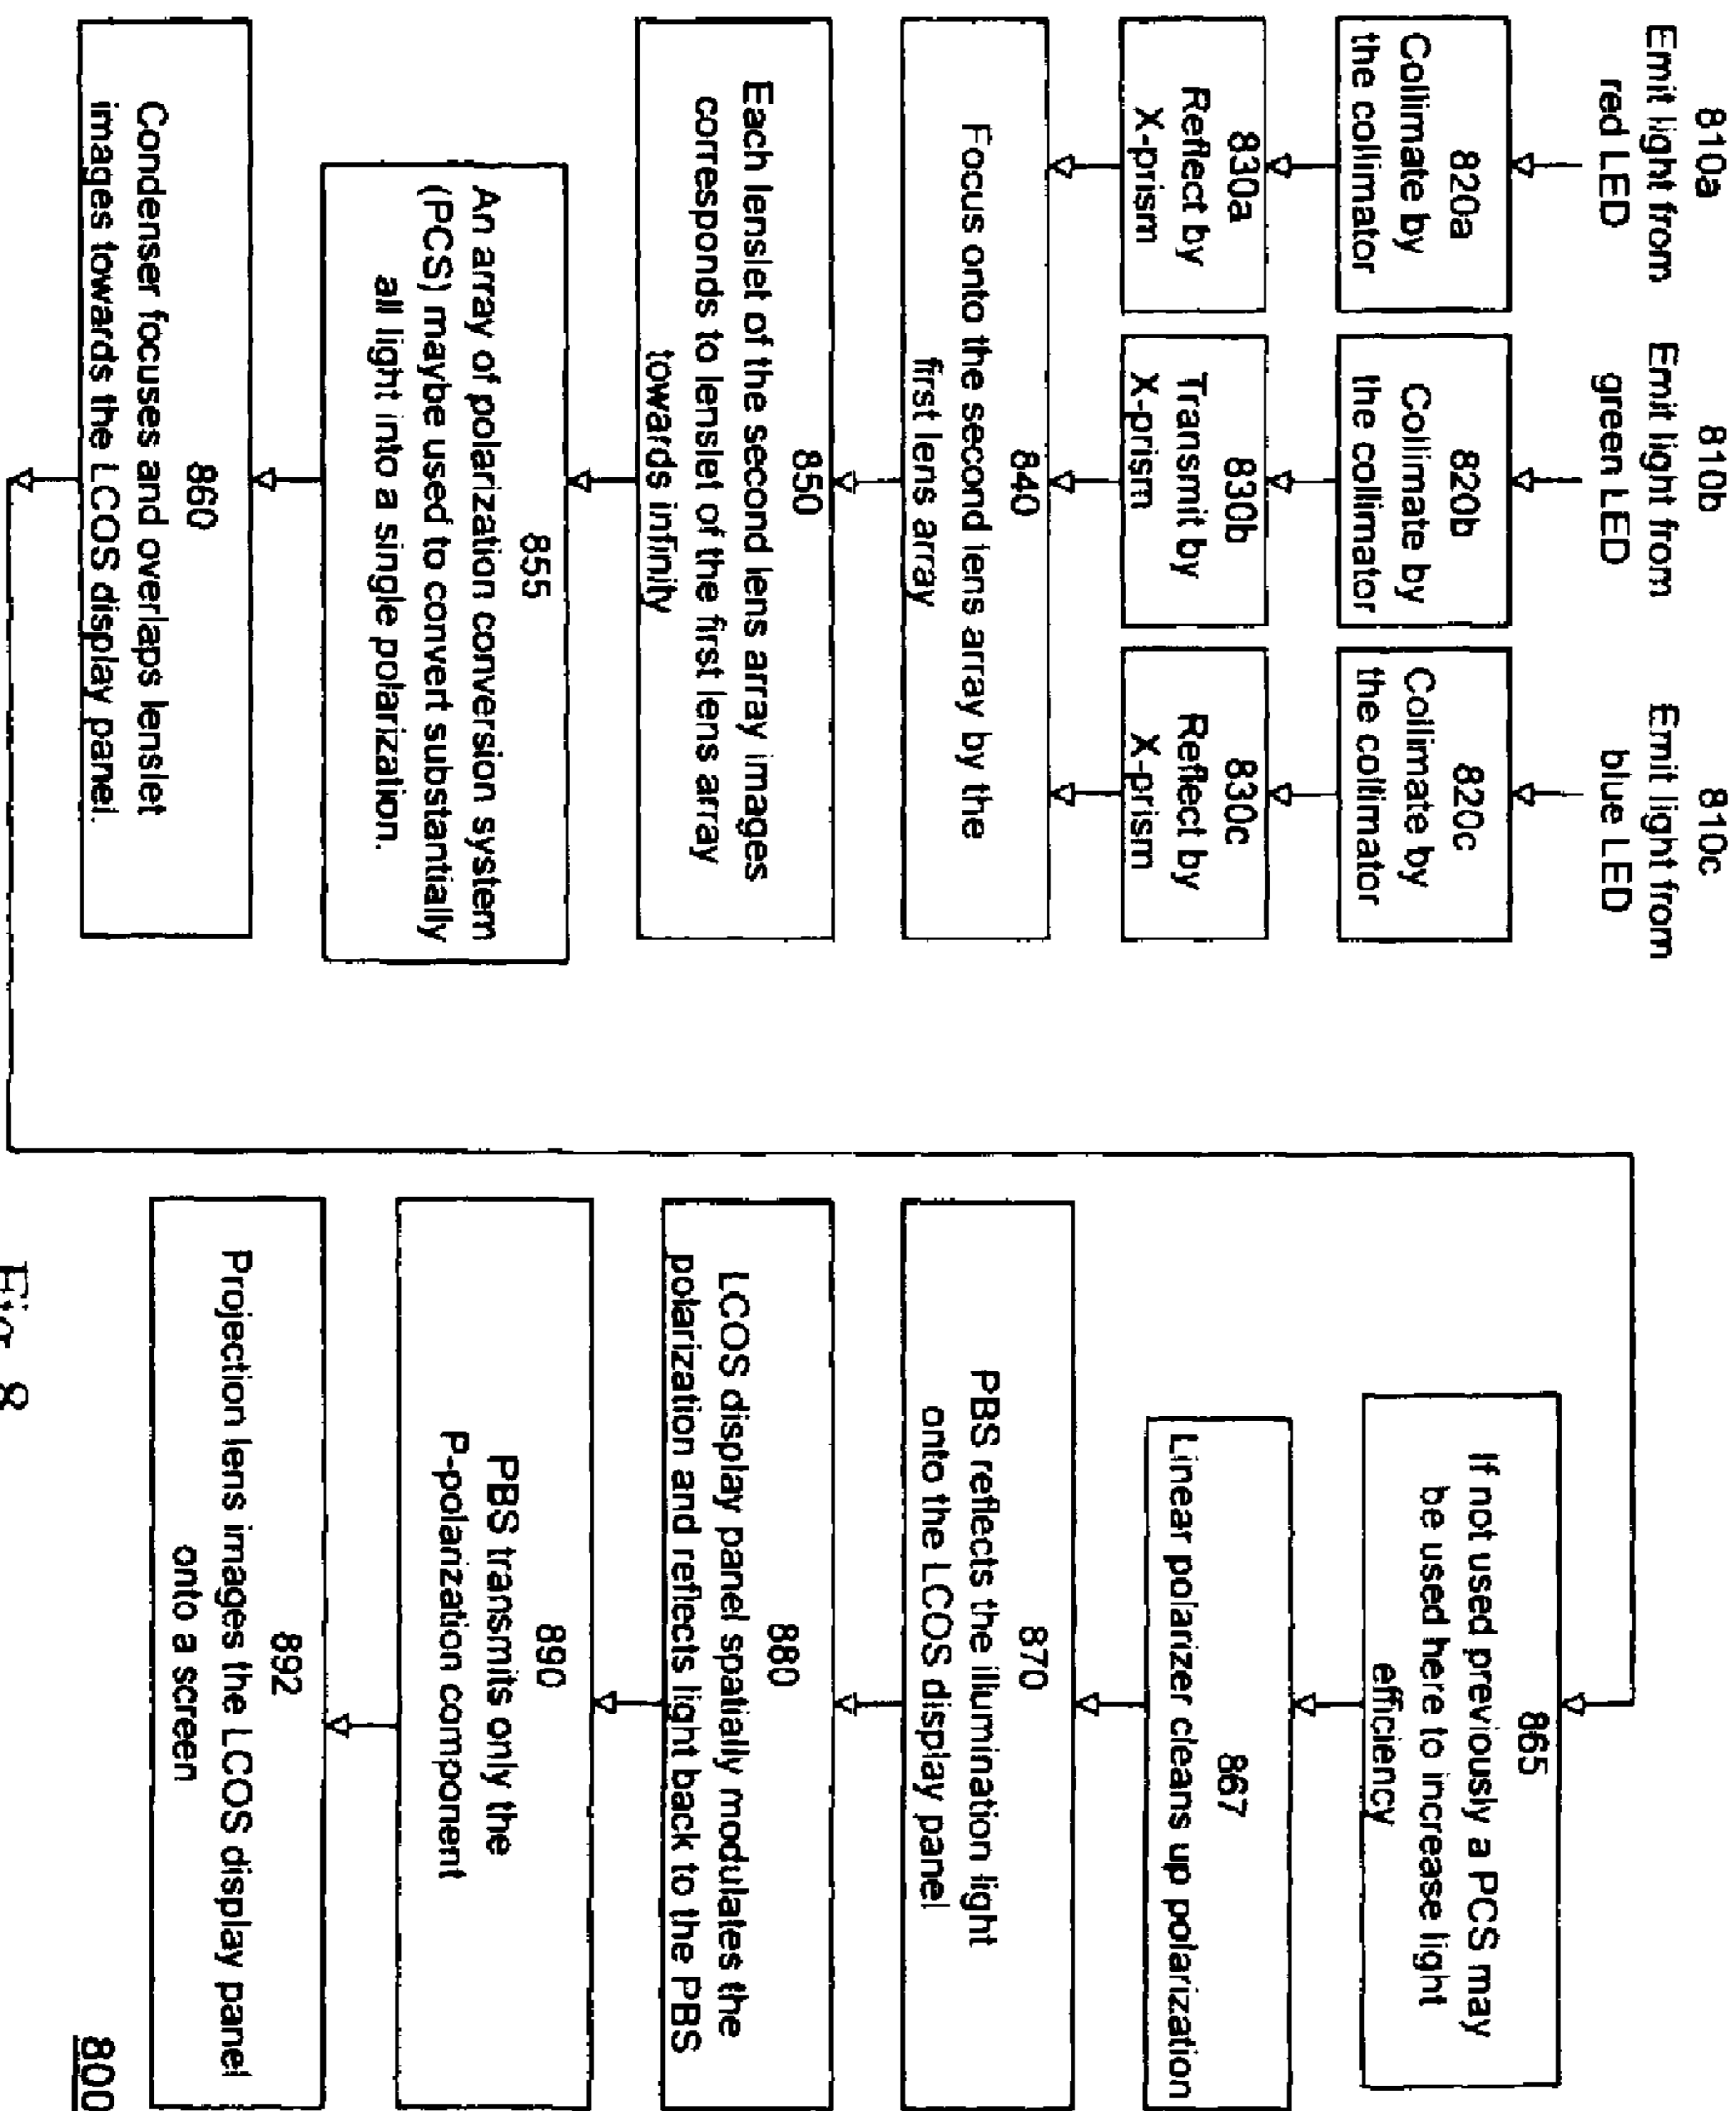 810a
Emit light from
red LED
810b
Emit light from
green LED
810c
Emit light from
blue LED
820a
Collimate by
the collimator
820b
Collimate by
the collimator
820c
Collimate by
the collimator
830a
Reflect by
X-prism
830b
Transmit by
X-prism
830c
Reflect by
X-prism
840
Focus onto the second lens array by the
first lens array
850
Each lenslet of the second lens array images
corresponds to lenslet of the first lens array
towards infinity
855
An array of polarization conversion system
(PCS) maybe used to convert substantially
all light into a single polarization.
860
Condenser focuses and overlaps lenslet
images towards the LCOS display panel.
865
If not used previously a PCS may
be used here to increase light
efficiency
867
Linear polarizer cleans up polarization
870
PBS reflects the illumination light
onto the LCOS display panel
880
LCOS display panel spatially modulates the
polarization and reflects light back to the PBS
890
PBS transmits only the
P-polarization component
892
Projection lens images the LCOS display panel
onto a screen
800
Fig. 8